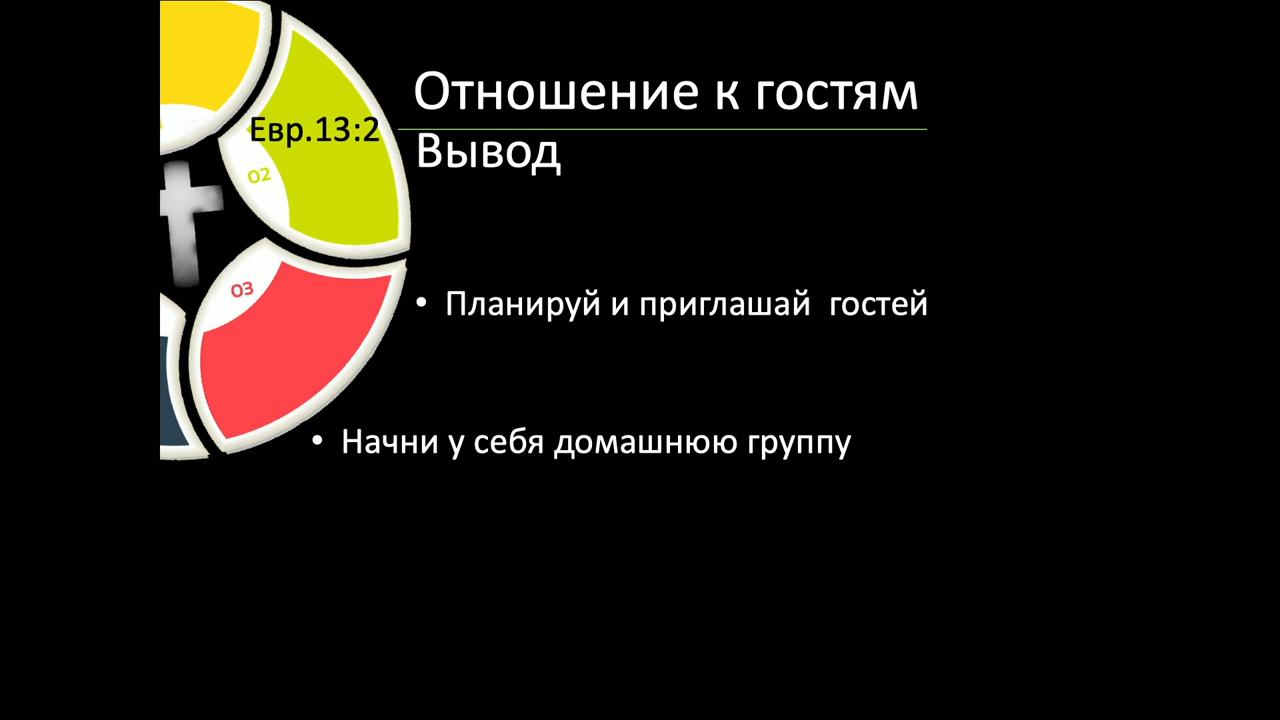 Отношение к гостям
Евр.13:2
Вывод
02
03
• Планируй и приглашай гостей
• Начни у себя домашнюю группу